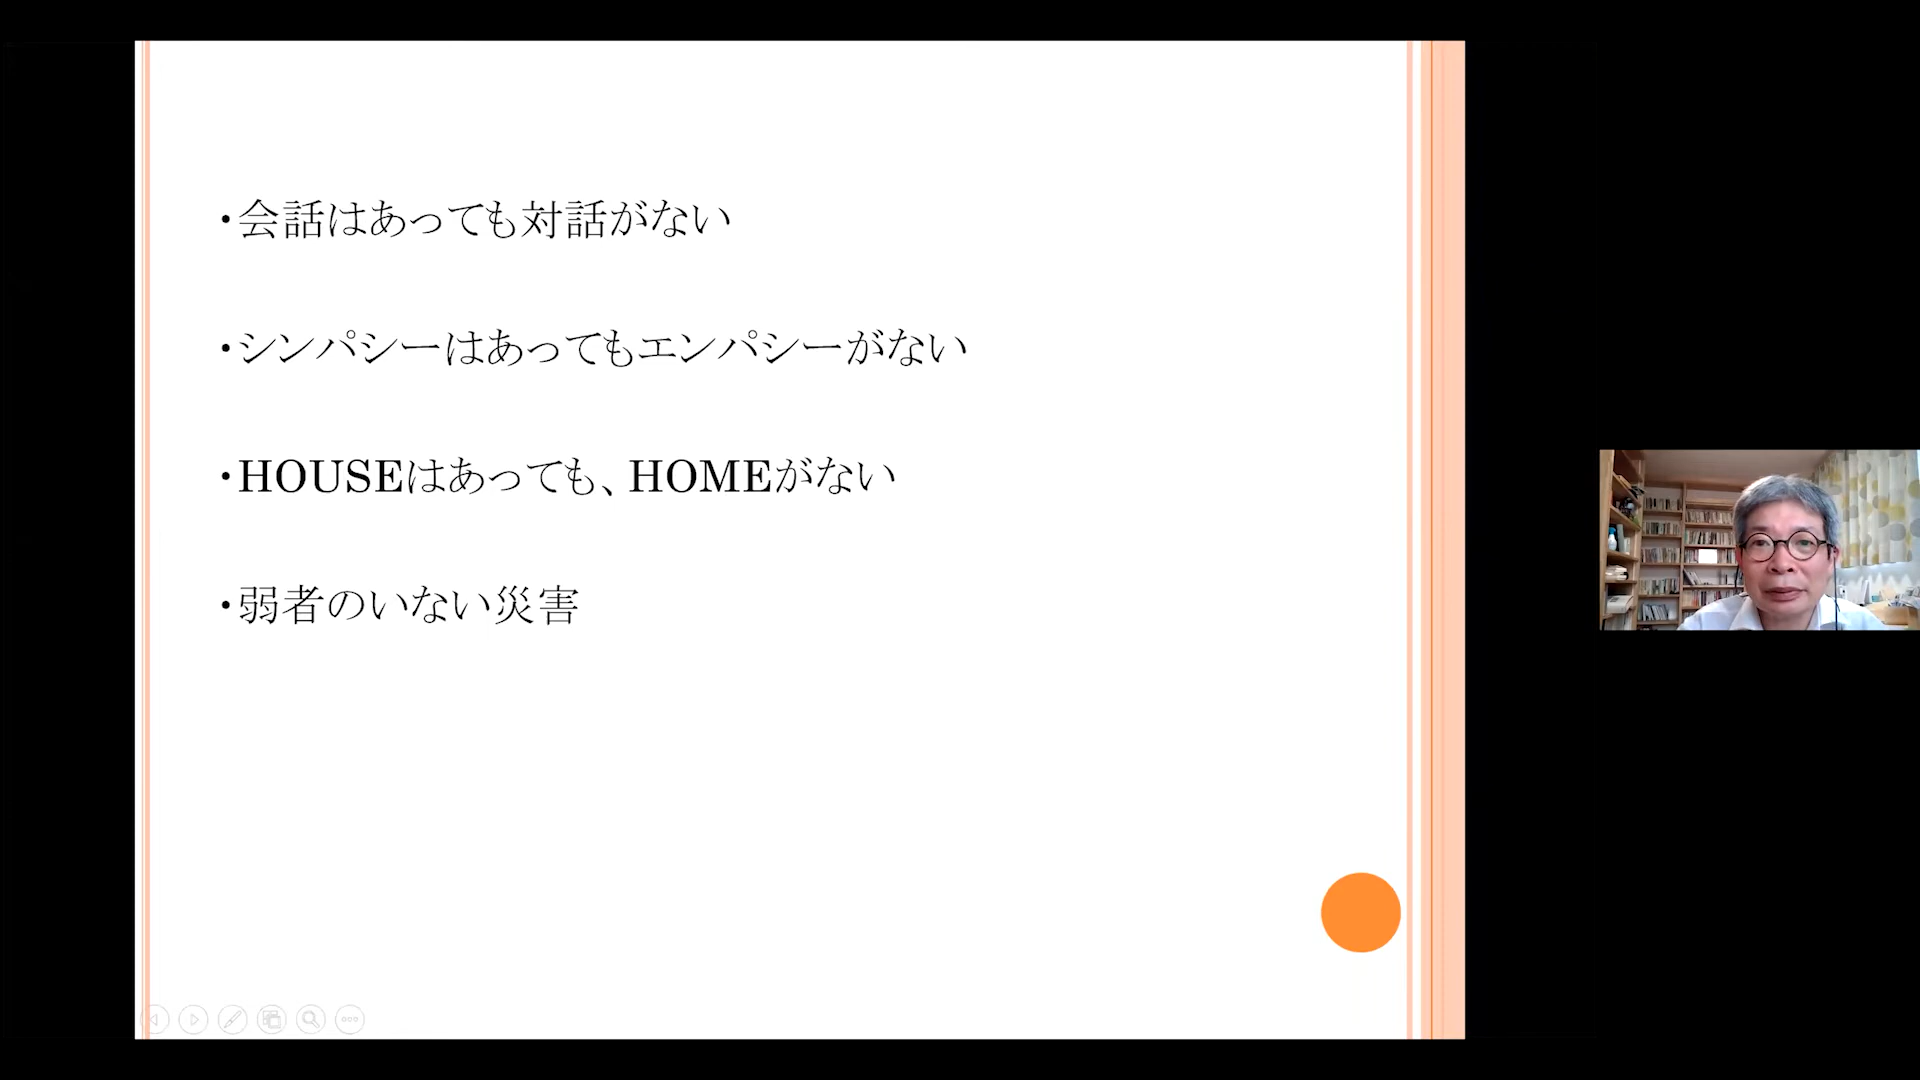 ・会話はあっても対話がない
・シンパシーはあってもエンパシーがない
・HOUSEはあっても、HOMEがない
・弱者のいない災害